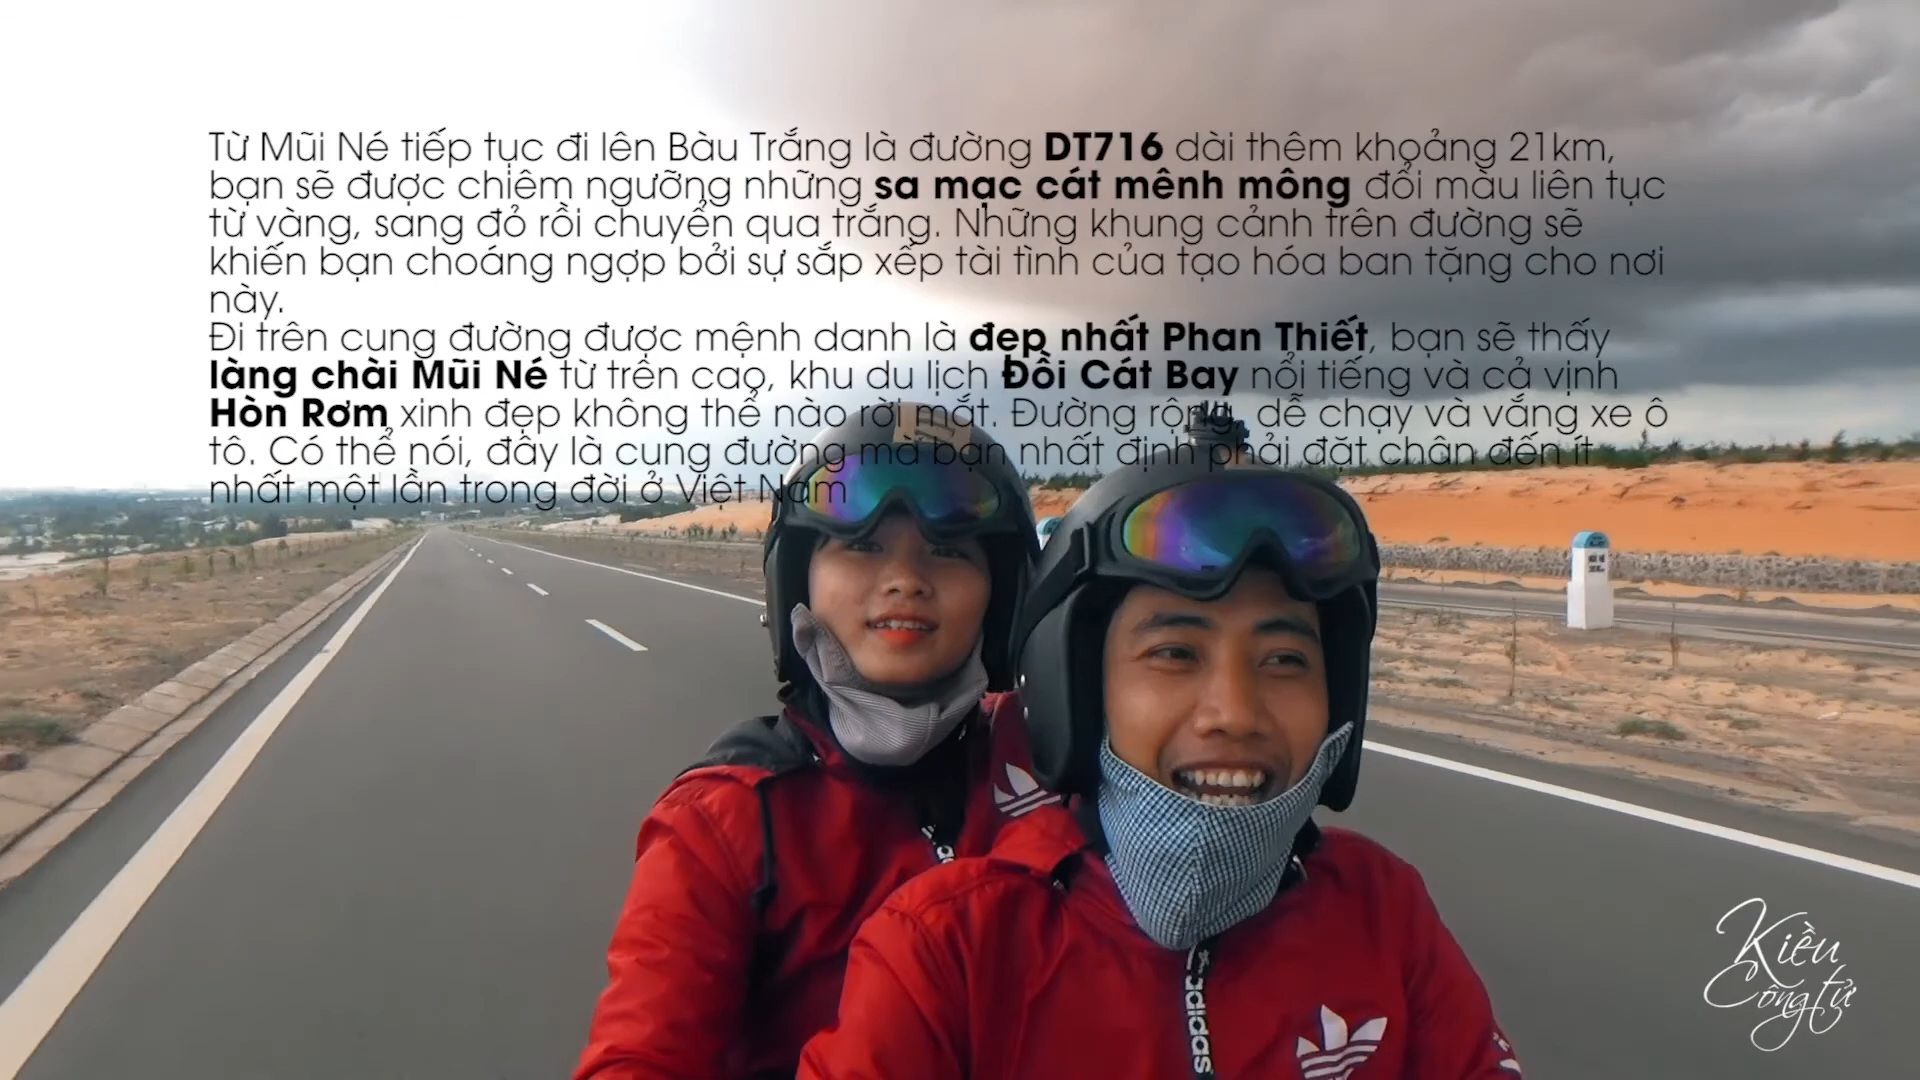 Từ Mũi Né tiếp tục đi lên Bàu Trắng là đường DT716 dài thêm khoảng 21km,
bạn sẽ được chiêm ngưỡng những sa mạc cát mênh mông đổi màu liên tục
từ vàng, sang đỏ rồi chuyển qua trắng. Những khung cảnh trên đường sẽ
khiến bạn choáng ngợp bởi sự sắp xếp tài tình của tạo hóa ban tặng cho nơi
này.
Đi trên cung đường được mệnh danh là đẹp nhất Phan Thiết, bạn sẽ thấy
làng chài Mũi Né từ trên cao, khu du lịch Đồi Cát Bay nổi tiếng và cả vịnh
Hòn Rơm xinh đẹp không thể nào rời mắt. Đường rộng, dễ chạy và vắng xe ô
tô. Có thể nói, đây là cung đường mà bạn nhất định phải đặt chân đến ít
nhất một lần trong đời ở Việt Nam
adidas
Kiều
Công tử